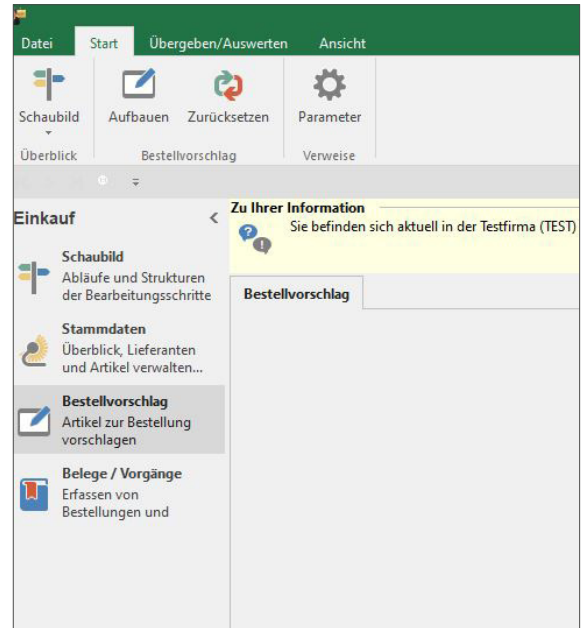 Datei Start Übergeben/Auswerten Ansicht
Schaubild Aufbauen Zurücksetzen Parameter
Überblick Bestellvorschlag Verweise
Einkauf
Schaubild
Abläufe und Strukturen
der Bearbeitungsschritte
Stammdaten
Überblick, Lieferanten
und Artikel verwalten...
Bestellvorschlag
Artikel zur Bestellung
vorschlagen
Belege / Vorgänge
Erfassen von
Bestellungen und
Zu Ihrer Information
Sie befinden sich aktuell in der Testfirma (TEST)
Bestellvorschlag